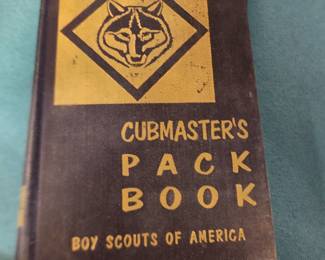 CUBMASTER'S
PACK
BOOK
BOY SCOUTS OF AMERICA